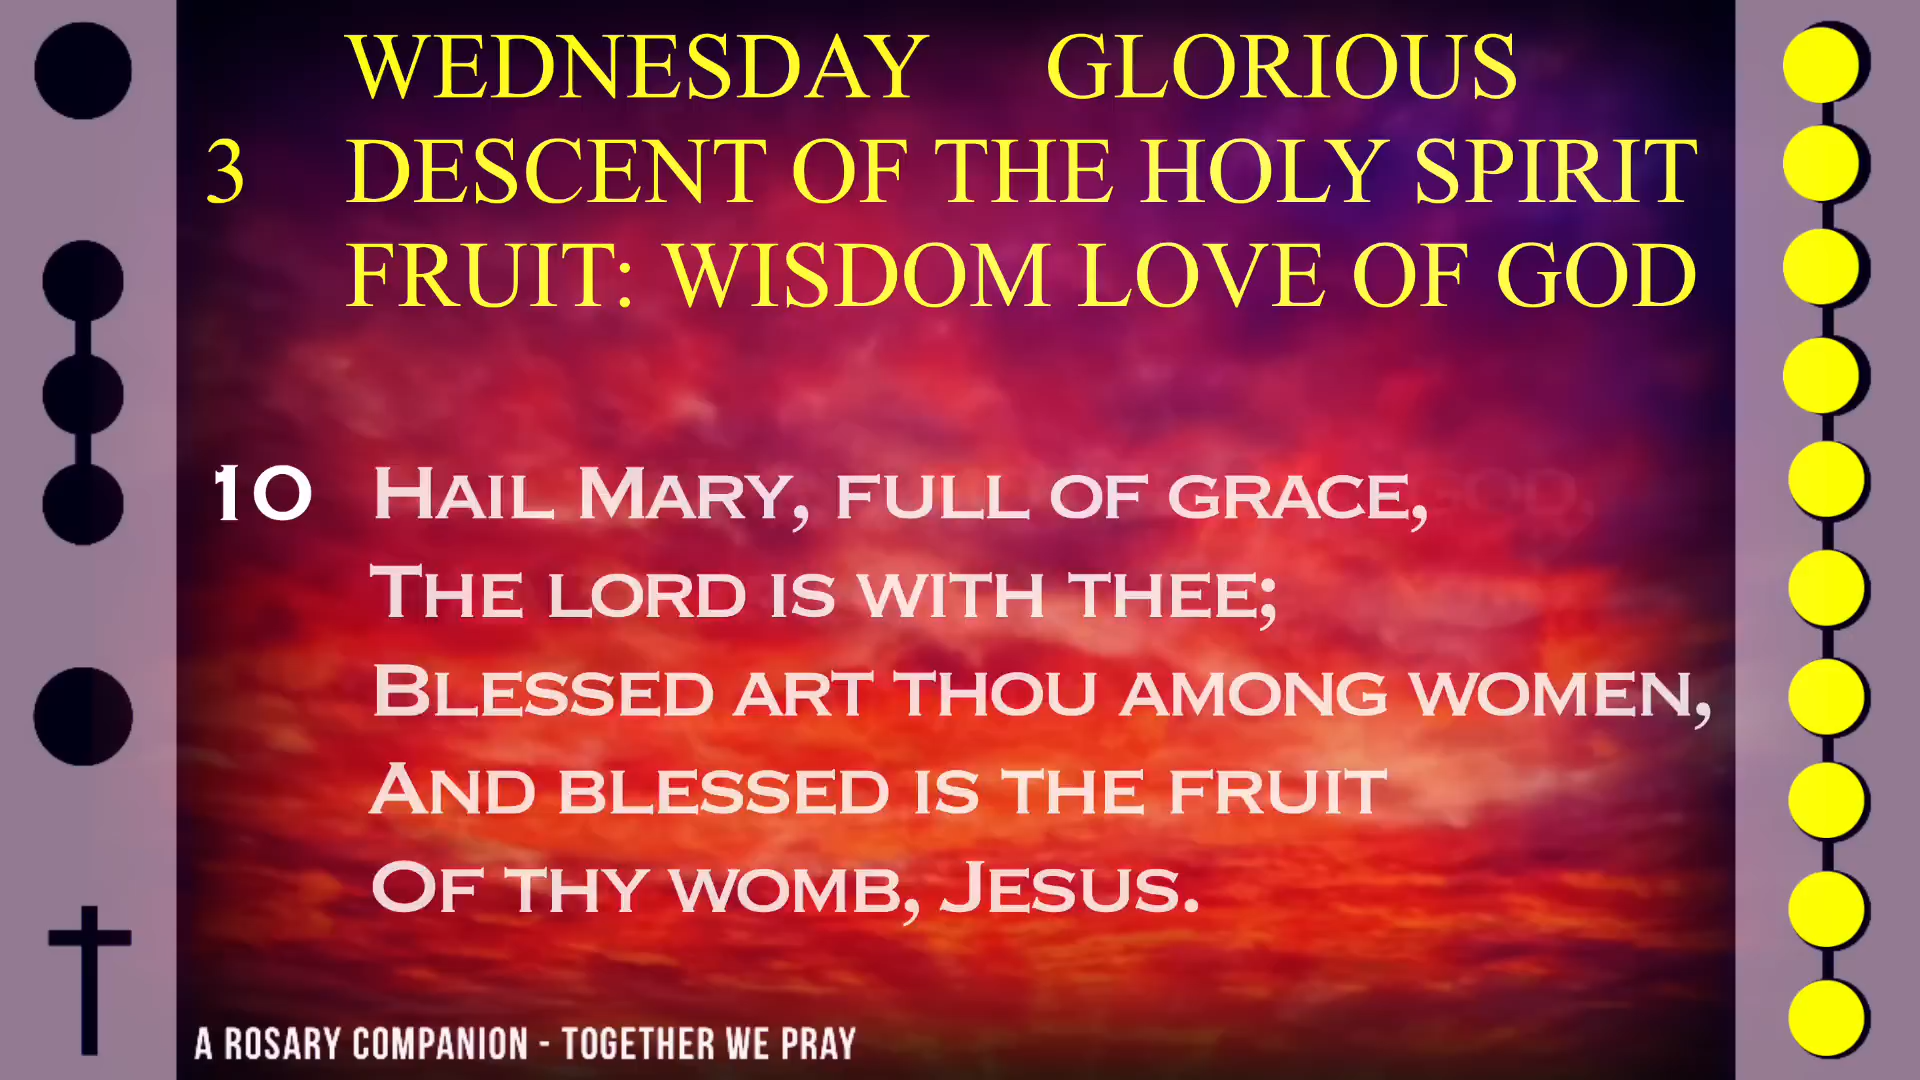 WEDNESDAY GLORIOUS
3 DESCENT OF THE HOLY SPIRIT
FRUIT: WISDOM LOVE OF GOD
10 HAIL MARY, FULL OF GRACE,
THE LORD IS WITH THEE;
BLESSED ART THOU AMONG WOMEN,
AND BLESSED IS THE FRUIT
OF THY WOMB, JESUS.
A ROSARY COMPANION - TOGETHER WE PRAY